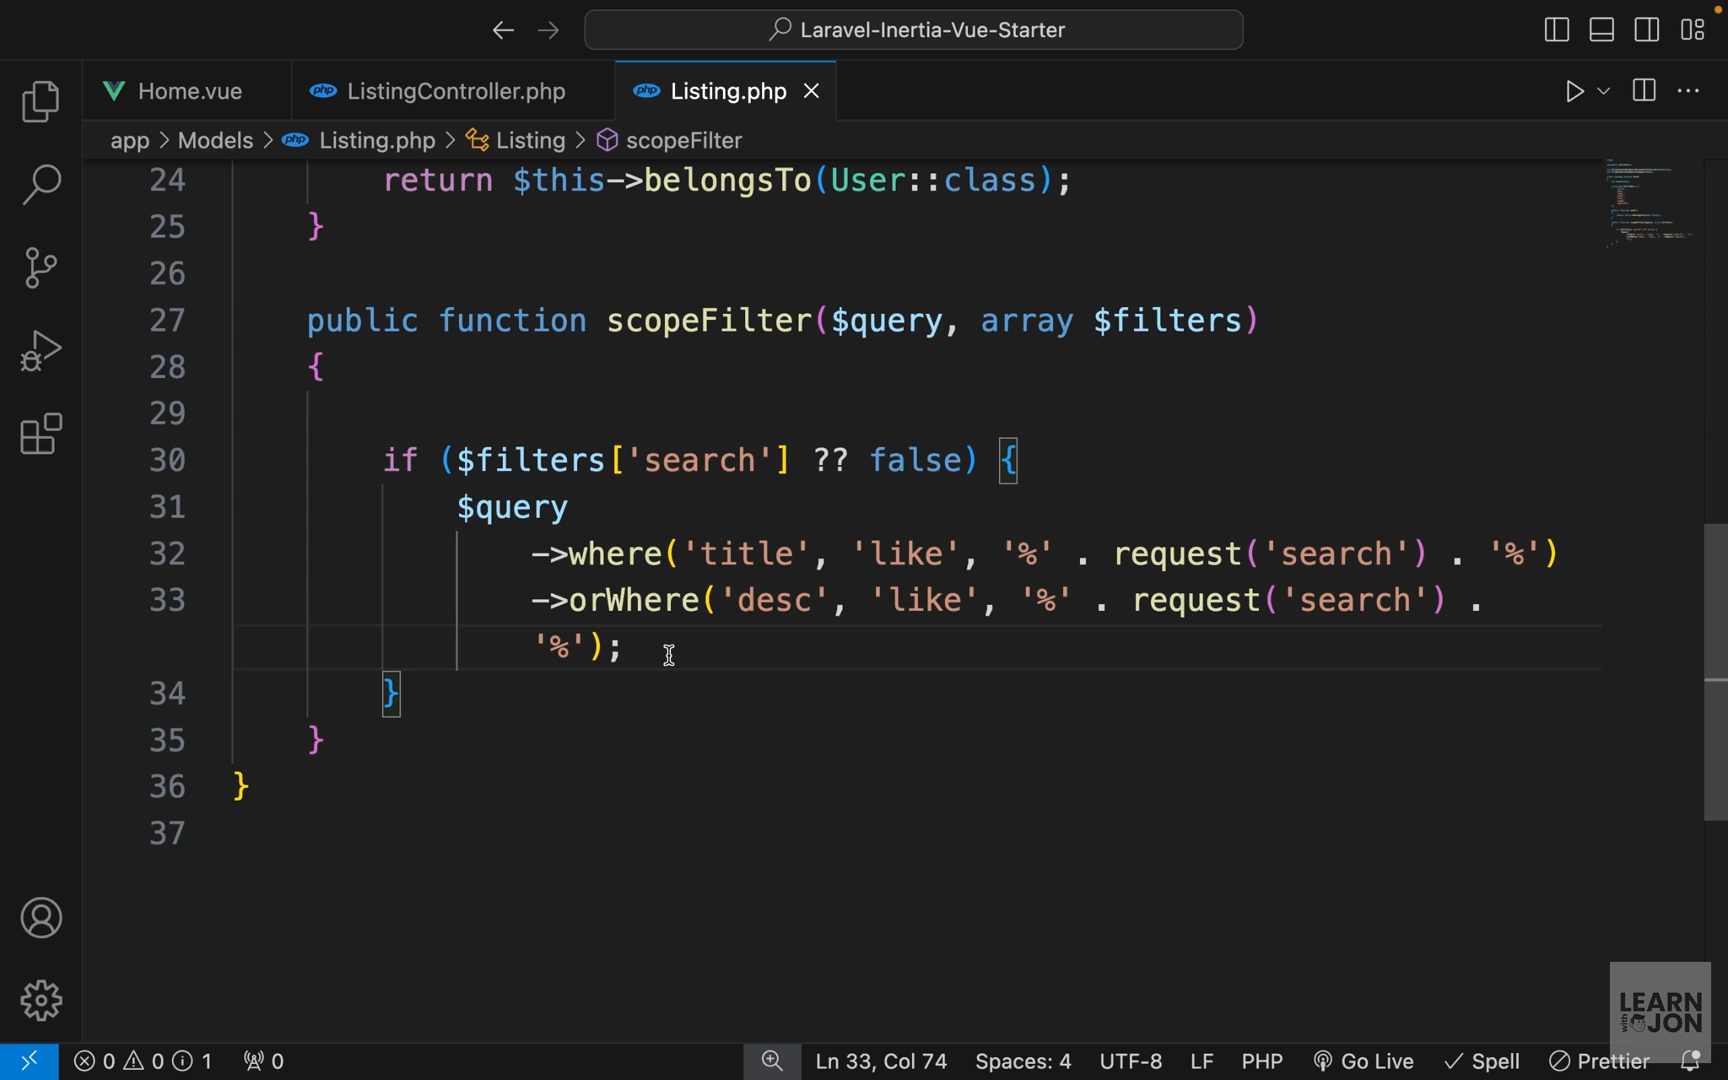 Laravel-Inertia-Vue-Starter
Home.vue
php ListingController.php
php Listing.php
app > Models > php Listing.php > Listing > scopeFilter
24 return $this->belongsTo(User::class);
25 }
26
27 public function scopeFilter($query, array $filters)
28 {
29
30 if ($filters['search'] ?? false) {
31 $query
32 ->where('title', 'like', '%' . request('search') . '%')
33 ->orWhere('desc', 'like', '%' . request('search') .
'%');
34 }
35 }
36 }
37
LEARN
with JON
0 0 1 0 Ln 33, Col 74 Spaces: 4 UTF-8 LF PHP Go Live Spell Prettier